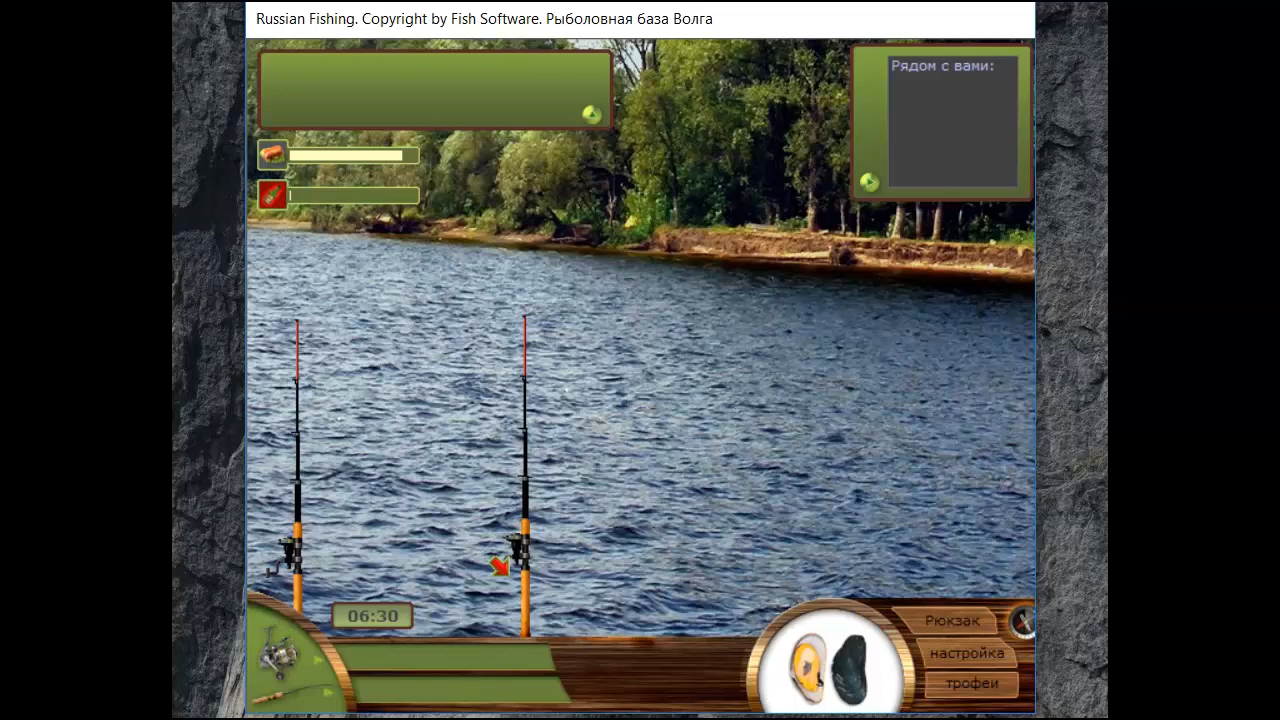 Russian Fishing. Copyright by Fish Software. Рыболовная база Волга
Рядом с вами:
06:30
Рюкзак
настройка
трофеи